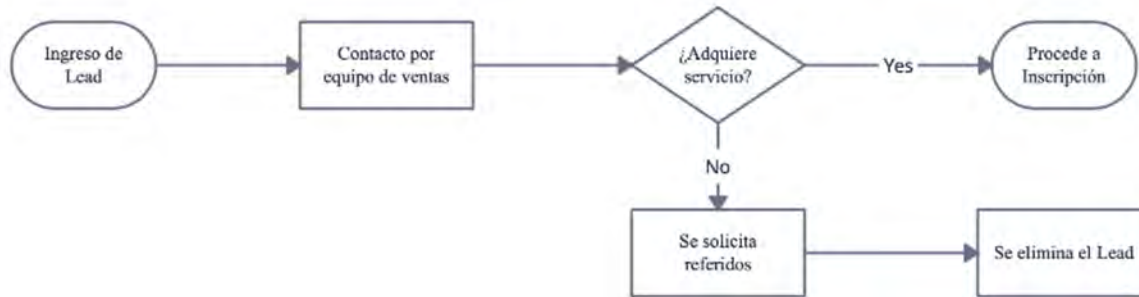 Ingreso de
Lead
Contacto por
equipo de ventas
¿Adquiere
servicio?
Yes
Procede a
Inscripción
No
Se solicita
referidos
Se elimina el Lead